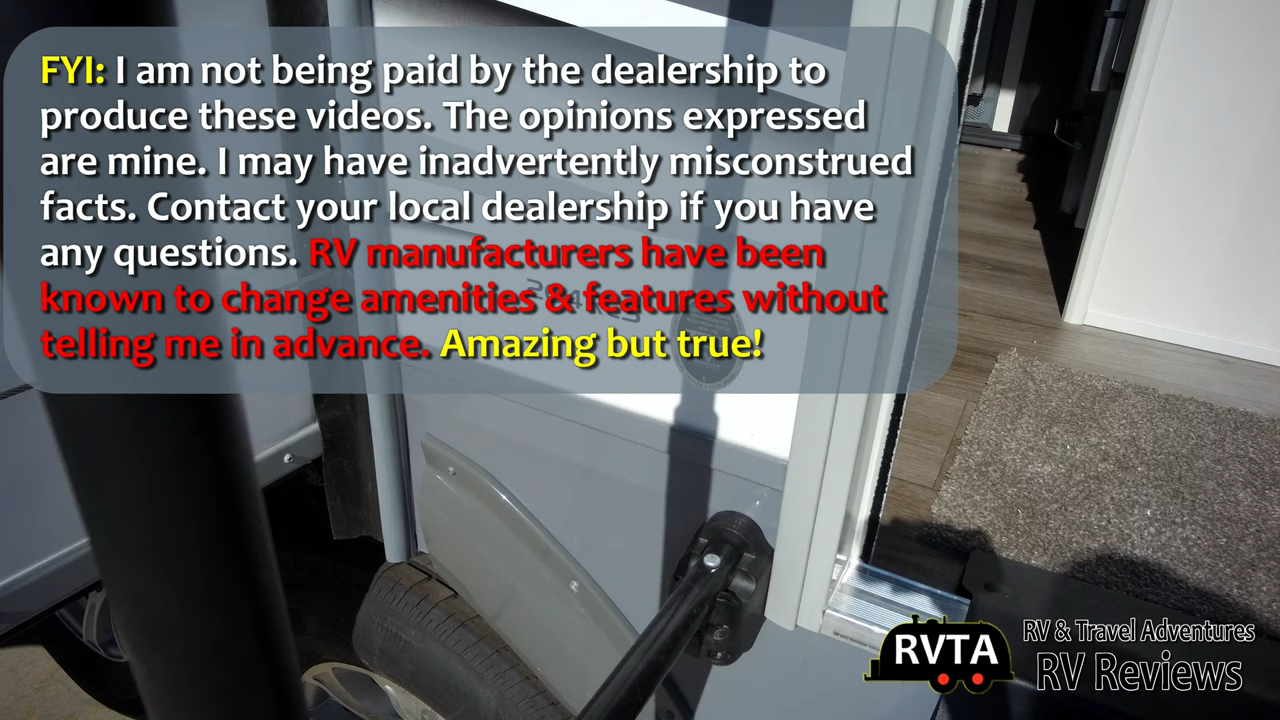 FYI: I am not being paid by the dealership to
produce these videos. The opinions expressed
are mine. I may have inadvertently misconstrued
facts. Contact your local dealership if you have
any questions. RV manufacturers have been
known to change amenities & features without
telling me in advance. Amazing but true!
RVTA
RV & Travel Adventures
RV Reviews